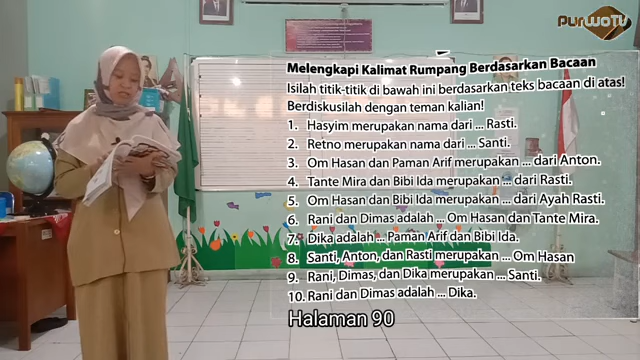 PURWOTV
Melengkapi Kalimat Rumpang Berdasarkan Bacaan
Isilah titik-titik di bawah ini berdasarkan teks bacaan di atas!
Berdiskusilah dengan teman kalian!
1. Hasyim merupakan nama dari ... Rasti.
2. Retno merupakan nama dari ... Santi.
3. Om Hasan dan Paman Arif merupakan ... dari Anton.
4. Tante Mira dan Bibi Ida merupakan ... dari Rasti.
5. Om Hasan dan Bibi Ida merupakan ... dari Ayah Rasti.
6. Rani dan Dimas adalah ... Om Hasan dan Tante Mira.
7. Dika adalah ... Paman Arif dan Bibi Ida.
8. Santi, Anton, dan Rasti merupakan ... Om Hasan
9. Rani, Dimas, dan Dika merupakan ... Santi.
10. Rani dan Dimas adalah ... Dika.
Halaman 90